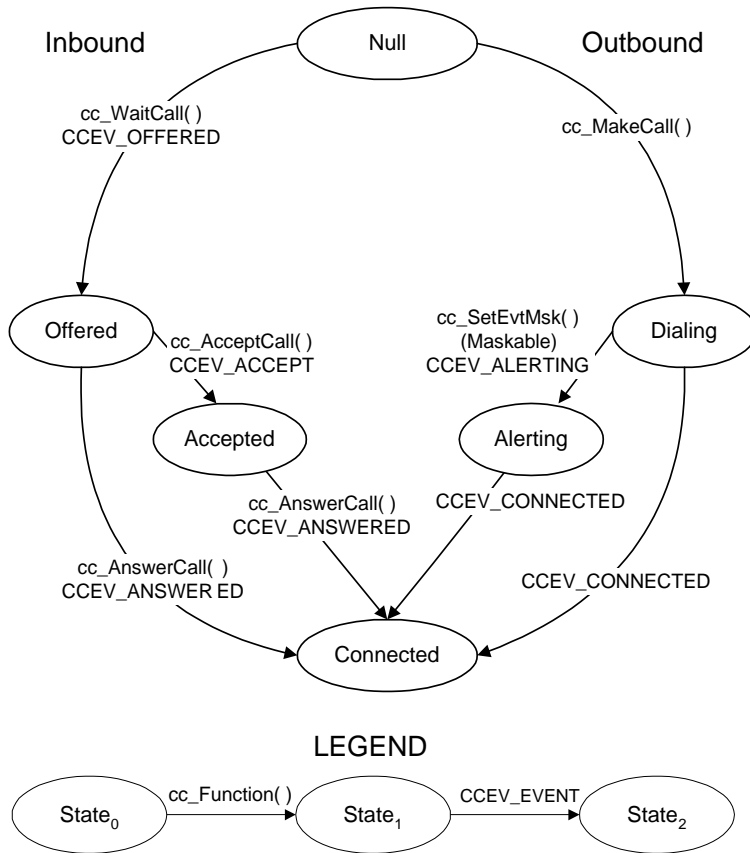 Inbound
Null
Outbound
cc_WaitCall( )
CCEV_OFFERED
cc_MakeCall( )
Offered
cc_AcceptCall( )
CCEV_ACCEPT
cc_SetEvtMsk( )
(Maskable)
CCEV_ALERTING
Dialing
Accepted
Alerting
cc_AnswerCall( )
CCEV_ANSWERED
CCEV_CONNECTED
cc_AnswerCall( )
CCEV_ANSWER ED
CCEV_CONNECTED
Connected
LEGEND
State0
cc_Function( )
State1
CCEV_EVENT
State2